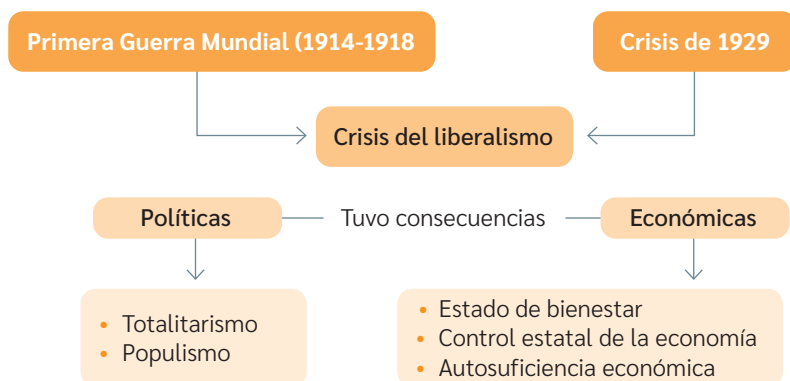 Primera Guerra Mundial (1914-1918
Crisis de 1929
Crisis del liberalismo
Políticas
Tuvo consecuencias
Económicas
• Totalitarismo
• Populismo
• Estado de bienestar
• Control estatal de la economía
• Autosuficiencia económica